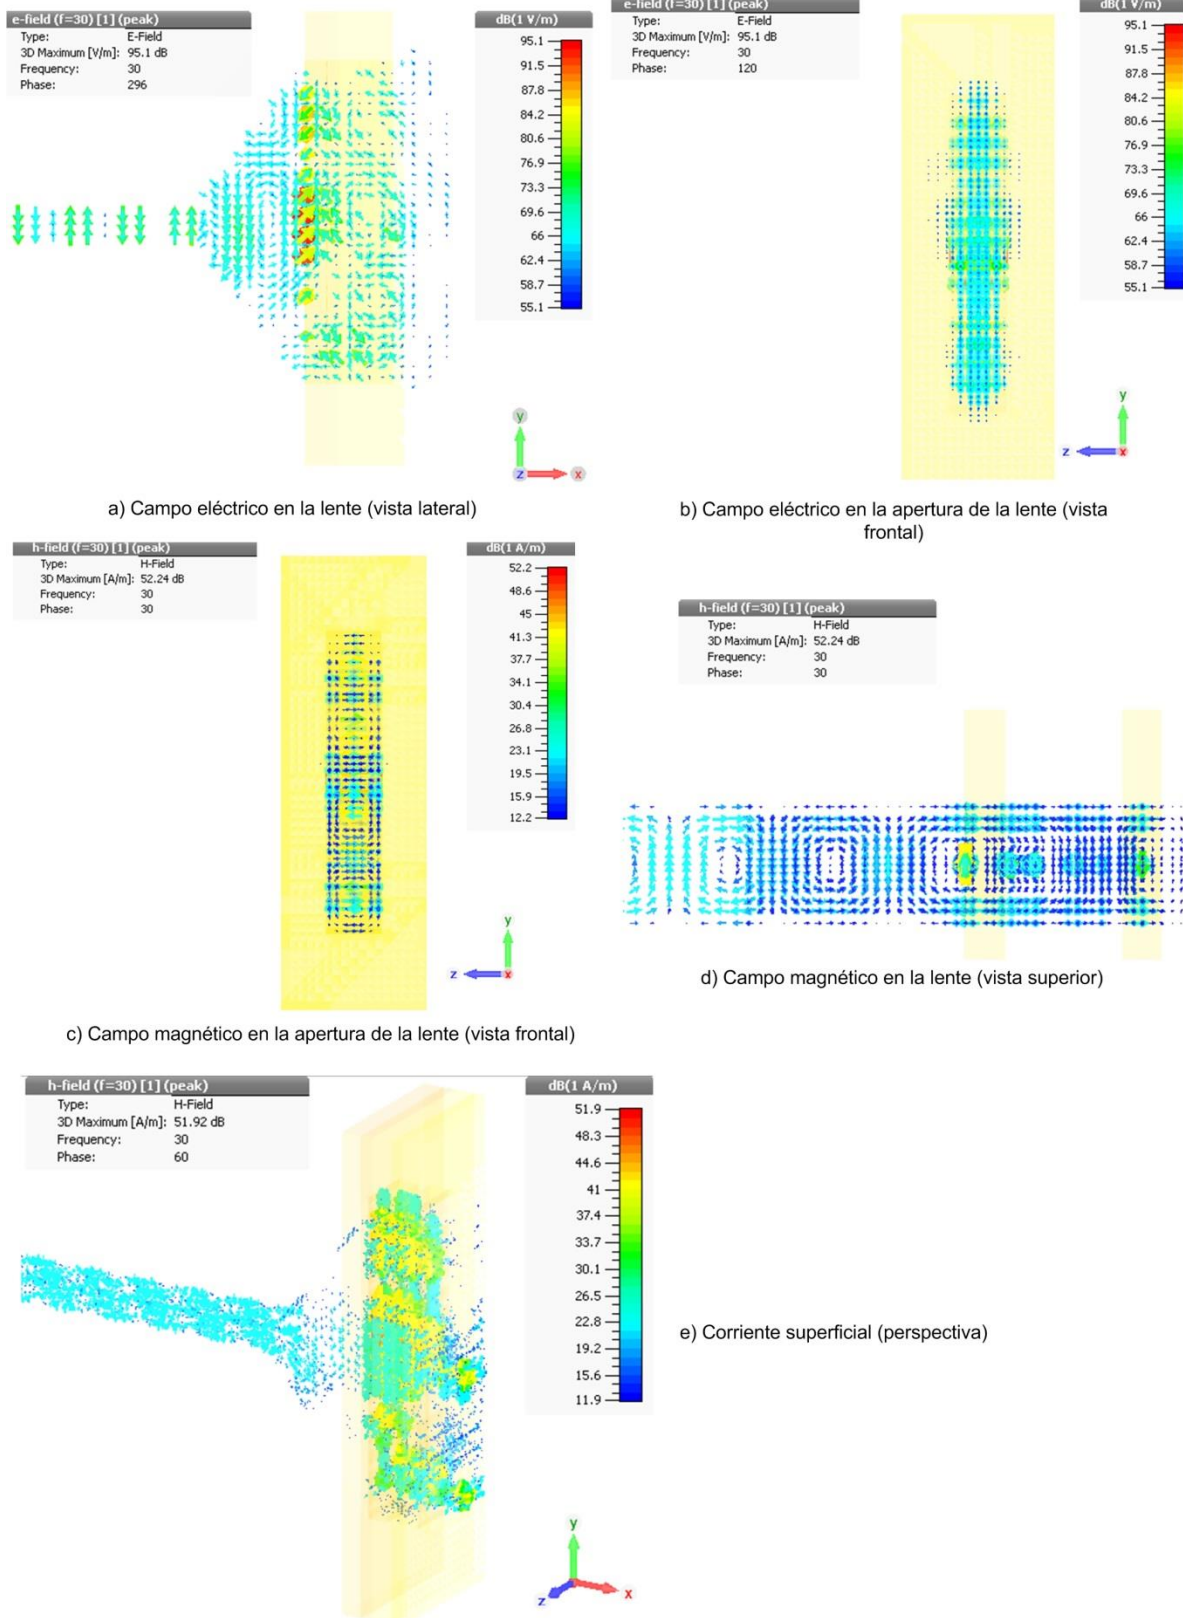 e-field (f=30) [1] (peak)
Type: E-Field
3D Maximum [V/m]: 95.1 dB
Frequency: 30
Phase: 296
dB(1 V/m)
95.1
91.5
87.8
84.2
80.6
76.9
73.3
69.6
66
62.4
58.7
55.1
y
z
x
a) Campo eléctrico en la lente (vista lateral)
e-field (f=30) [1] (peak)
Type: E-Field
3D Maximum [V/m]: 95.1 dB
Frequency: 30
Phase: 120
dB(1 V/m)
95.1
91.5
87.8
84.2
80.6
76.9
73.3
69.6
66
62.4
58.7
55.1
y
z
x
b) Campo eléctrico en la apertura de la lente (vista
frontal)
h-field (f=30) [1] (peak)
Type: H-Field
3D Maximum [A/m]: 52.24 dB
Frequency: 30
Phase: 30
dB(1 A/m)
52.2
48.6
45
41.3
37.7
34.1
30.4
26.8
23.1
19.5
15.9
12.2
y
z
x
c) Campo magnético en la apertura de la lente (vista frontal)
h-field (f=30) [1] (peak)
Type: H-Field
3D Maximum [A/m]: 52.24 dB
Frequency: 30
Phase: 30
d) Campo magnético en la lente (vista superior)
h-field (f=30) [1] (peak)
Type: H-Field
3D Maximum [A/m]: 51.92 dB
Frequency: 30
Phase: 60
dB(1 A/m)
51.9
48.3
44.6
41
37.4
33.7
30.1
26.5
22.8
19.2
15.6
11.9
y
z
x
e) Corriente superficial (perspectiva)